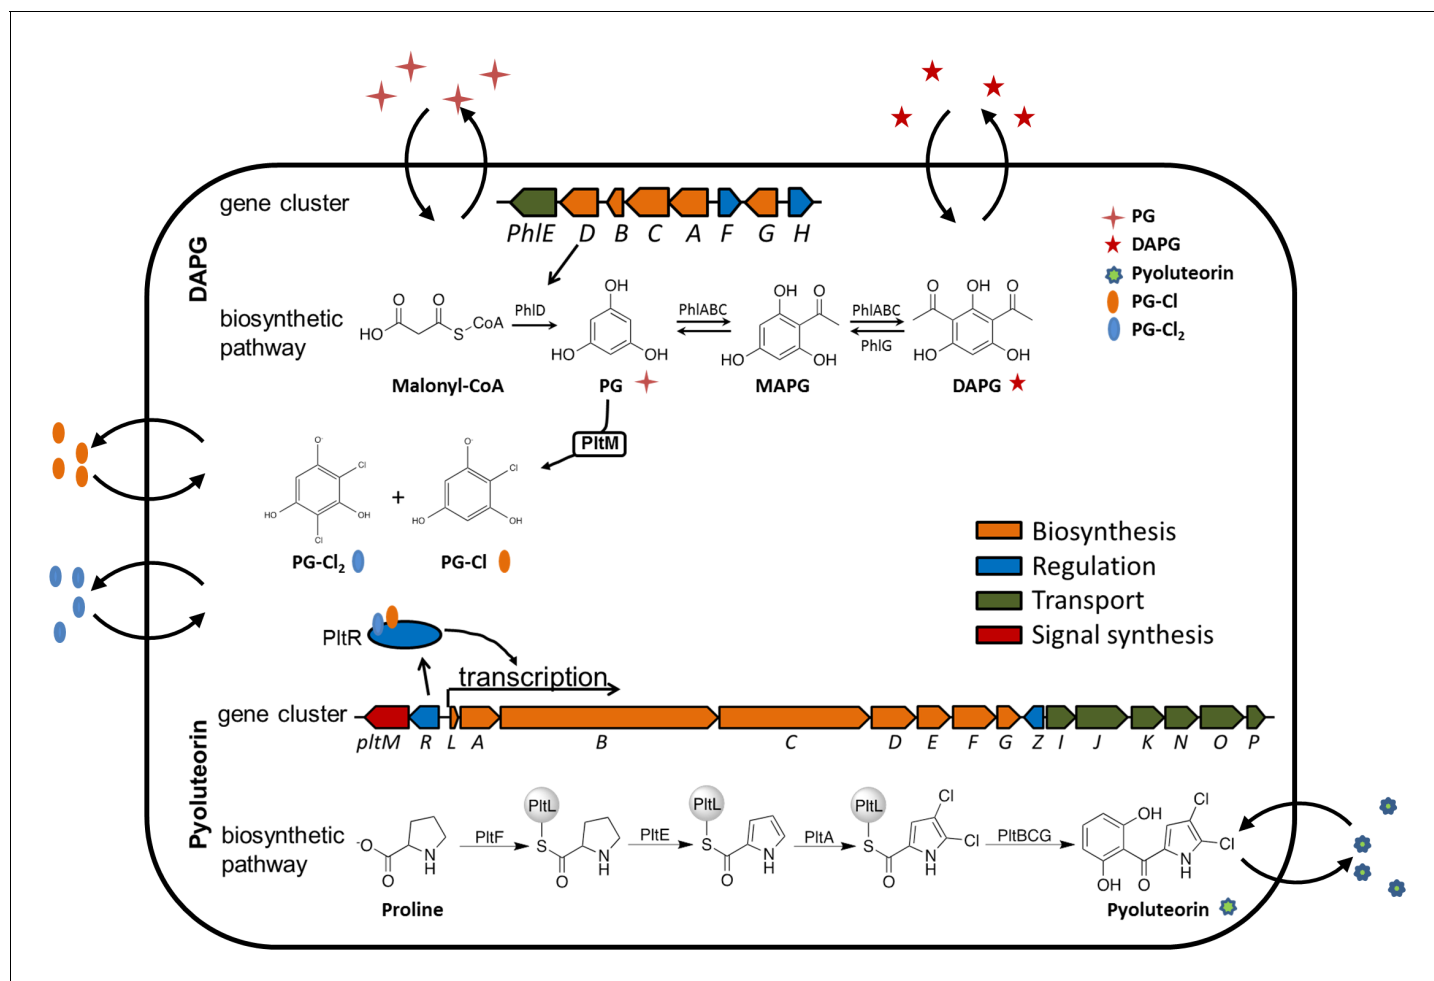 gene cluster
PhlE D B C A F G H
DAPG
PG
DAPG
Pyoluteorin
PG-Cl
PG-Cl2
biosynthetic
pathway
O O
HO S CoA
PhlD
OH
HO OH
PhlABC
OH O
HO OH
PhlABC
PhlG
O OH O
HO OH
Malonyl-CoA
PG
MAPG
DAPG
PltM
O-
Cl
HO OH
Cl
+
O-
Cl
HO OH
PG-Cl2
PG-Cl
Biosynthesis
Regulation
Transport
Signal synthesis
PltR
transcription
Pyoluteorin
gene cluster
pltM R L A B C D E F G Z I J K N O P
biosynthetic
pathway
-O
O
N
H
PltF
PltL
S
O
N
H
PltE
PltL
S
O
N
H
PltA
PltL
S
O
N
H
Cl
Cl
PltBCG
OH
OH
O
N
H
Cl
Cl
Proline
Pyoluteorin